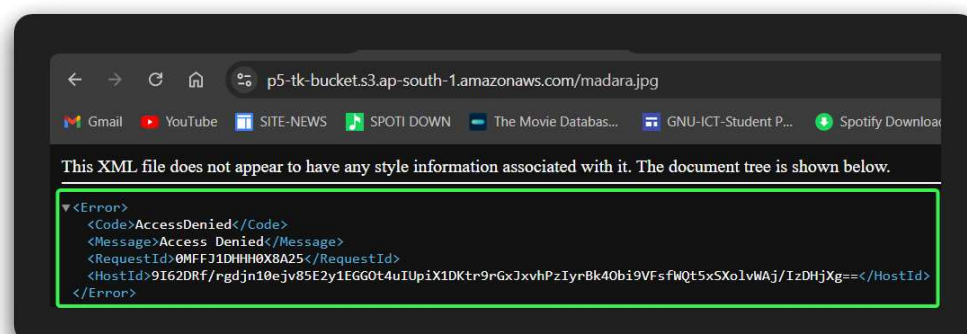 p5-tk-bucket.s3.ap-south-1.amazonaws.com/madara.jpg
Gmail YouTube SITE-NEWS SPOTI DOWN The Movie Databas... GNU-ICT-Student P... Spotify Downloa
This XML file does not appear to have any style information associated with it. The document tree is shown below.
▼<Error>
<Code>AccessDenied</Code>
<Message>Access Denied</Message>
<RequestId>0MFFJ1DHHH0X8A25</RequestId>
<HostId>9I62DRf/rgdjn10ejv85E2y1EGGOt4uIUpiX1DKtr9rGxJxvhPzIyrBk4Obi9VFsfWQt5xSXolvWAj/IzDHjXg==</HostId>
</Error>